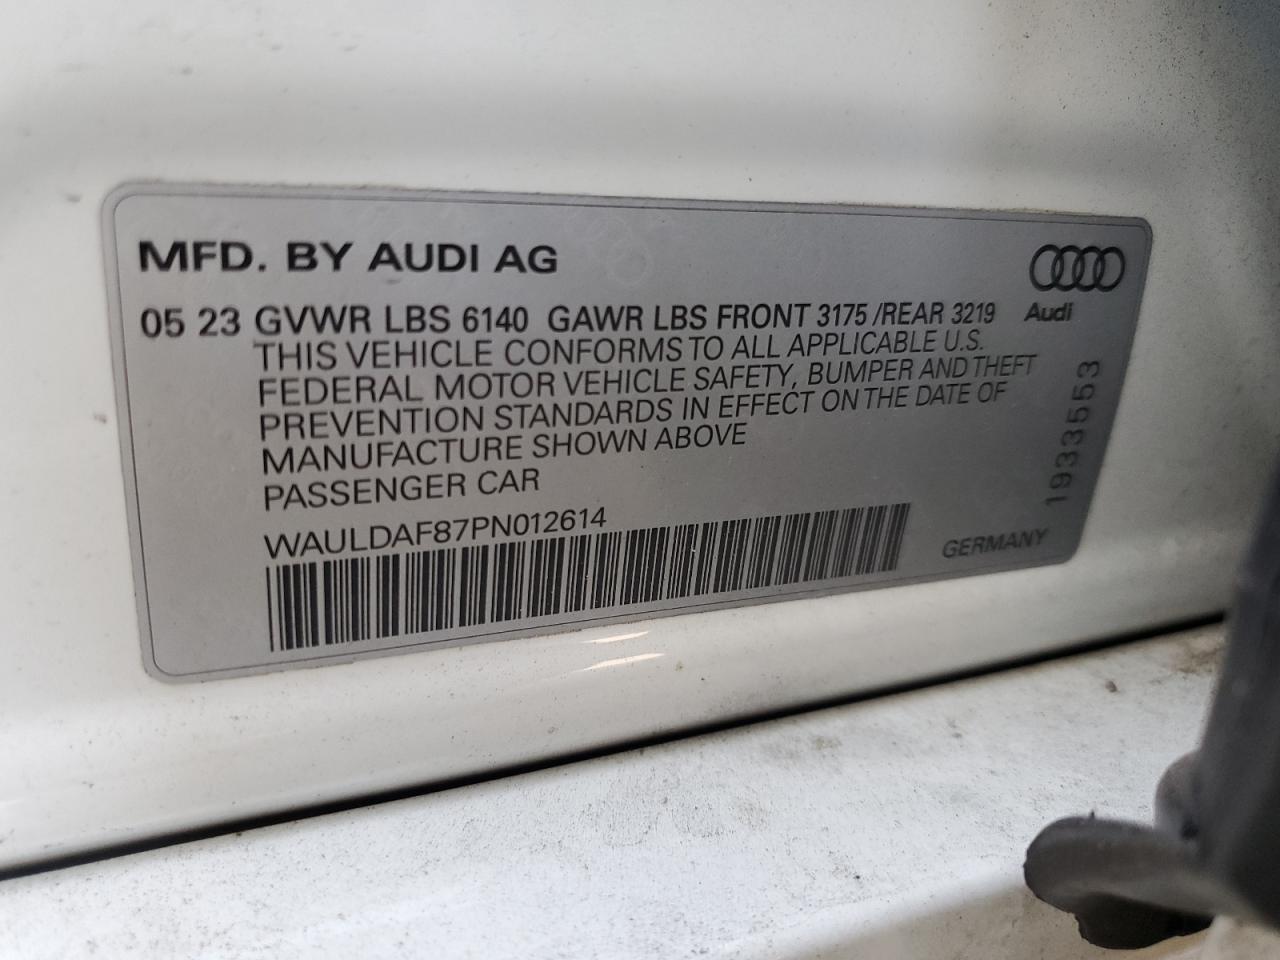 MFD. BY AUDI AG
05 23 GVWR LBS 6140 GAWR LBS FRONT 3175 /REAR 3219
Audi
THIS VEHICLE CONFORMS TO ALL APPLICABLE U.S.
FEDERAL MOTOR VEHICLE SAFETY, BUMPER AND THEFT
PREVENTION STANDARDS IN EFFECT ON THE DATE OF
MANUFACTURE SHOWN ABOVE
PASSENGER CAR
WAULDAF87PN012614
GERMANY
1933553